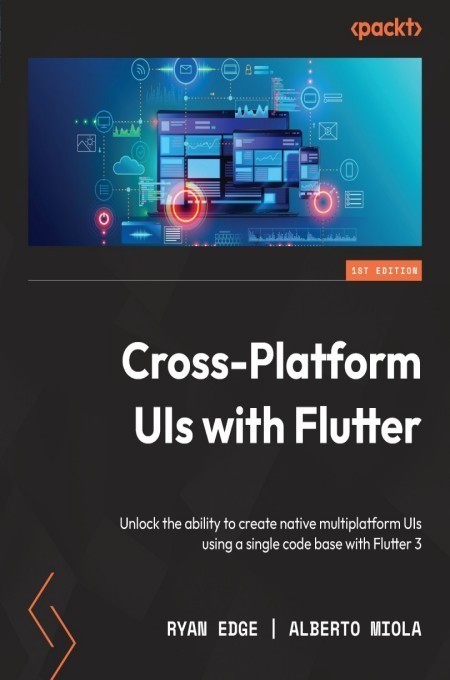 <packt>
1ST EDITION
Cross-Platform
UIs with Flutter
Unlock the ability to create native multiplatform UIs
using a single code base with Flutter 3
RYAN EDGE | ALBERTO MIOLA